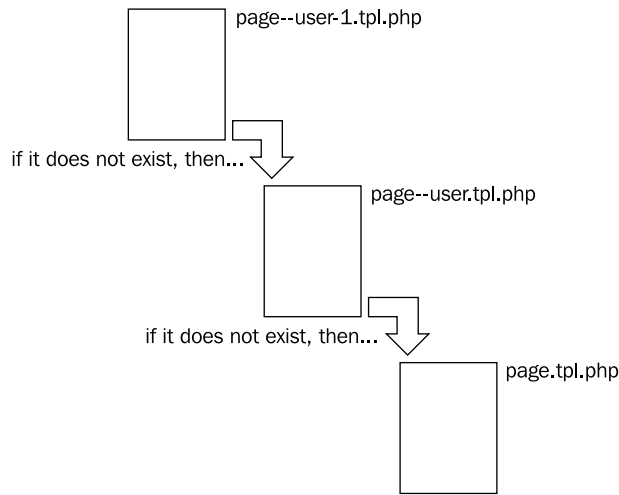 page--user-1.tpl.php
if it does not exist, then...
page--user.tpl.php
if it does not exist, then...
page.tpl.php